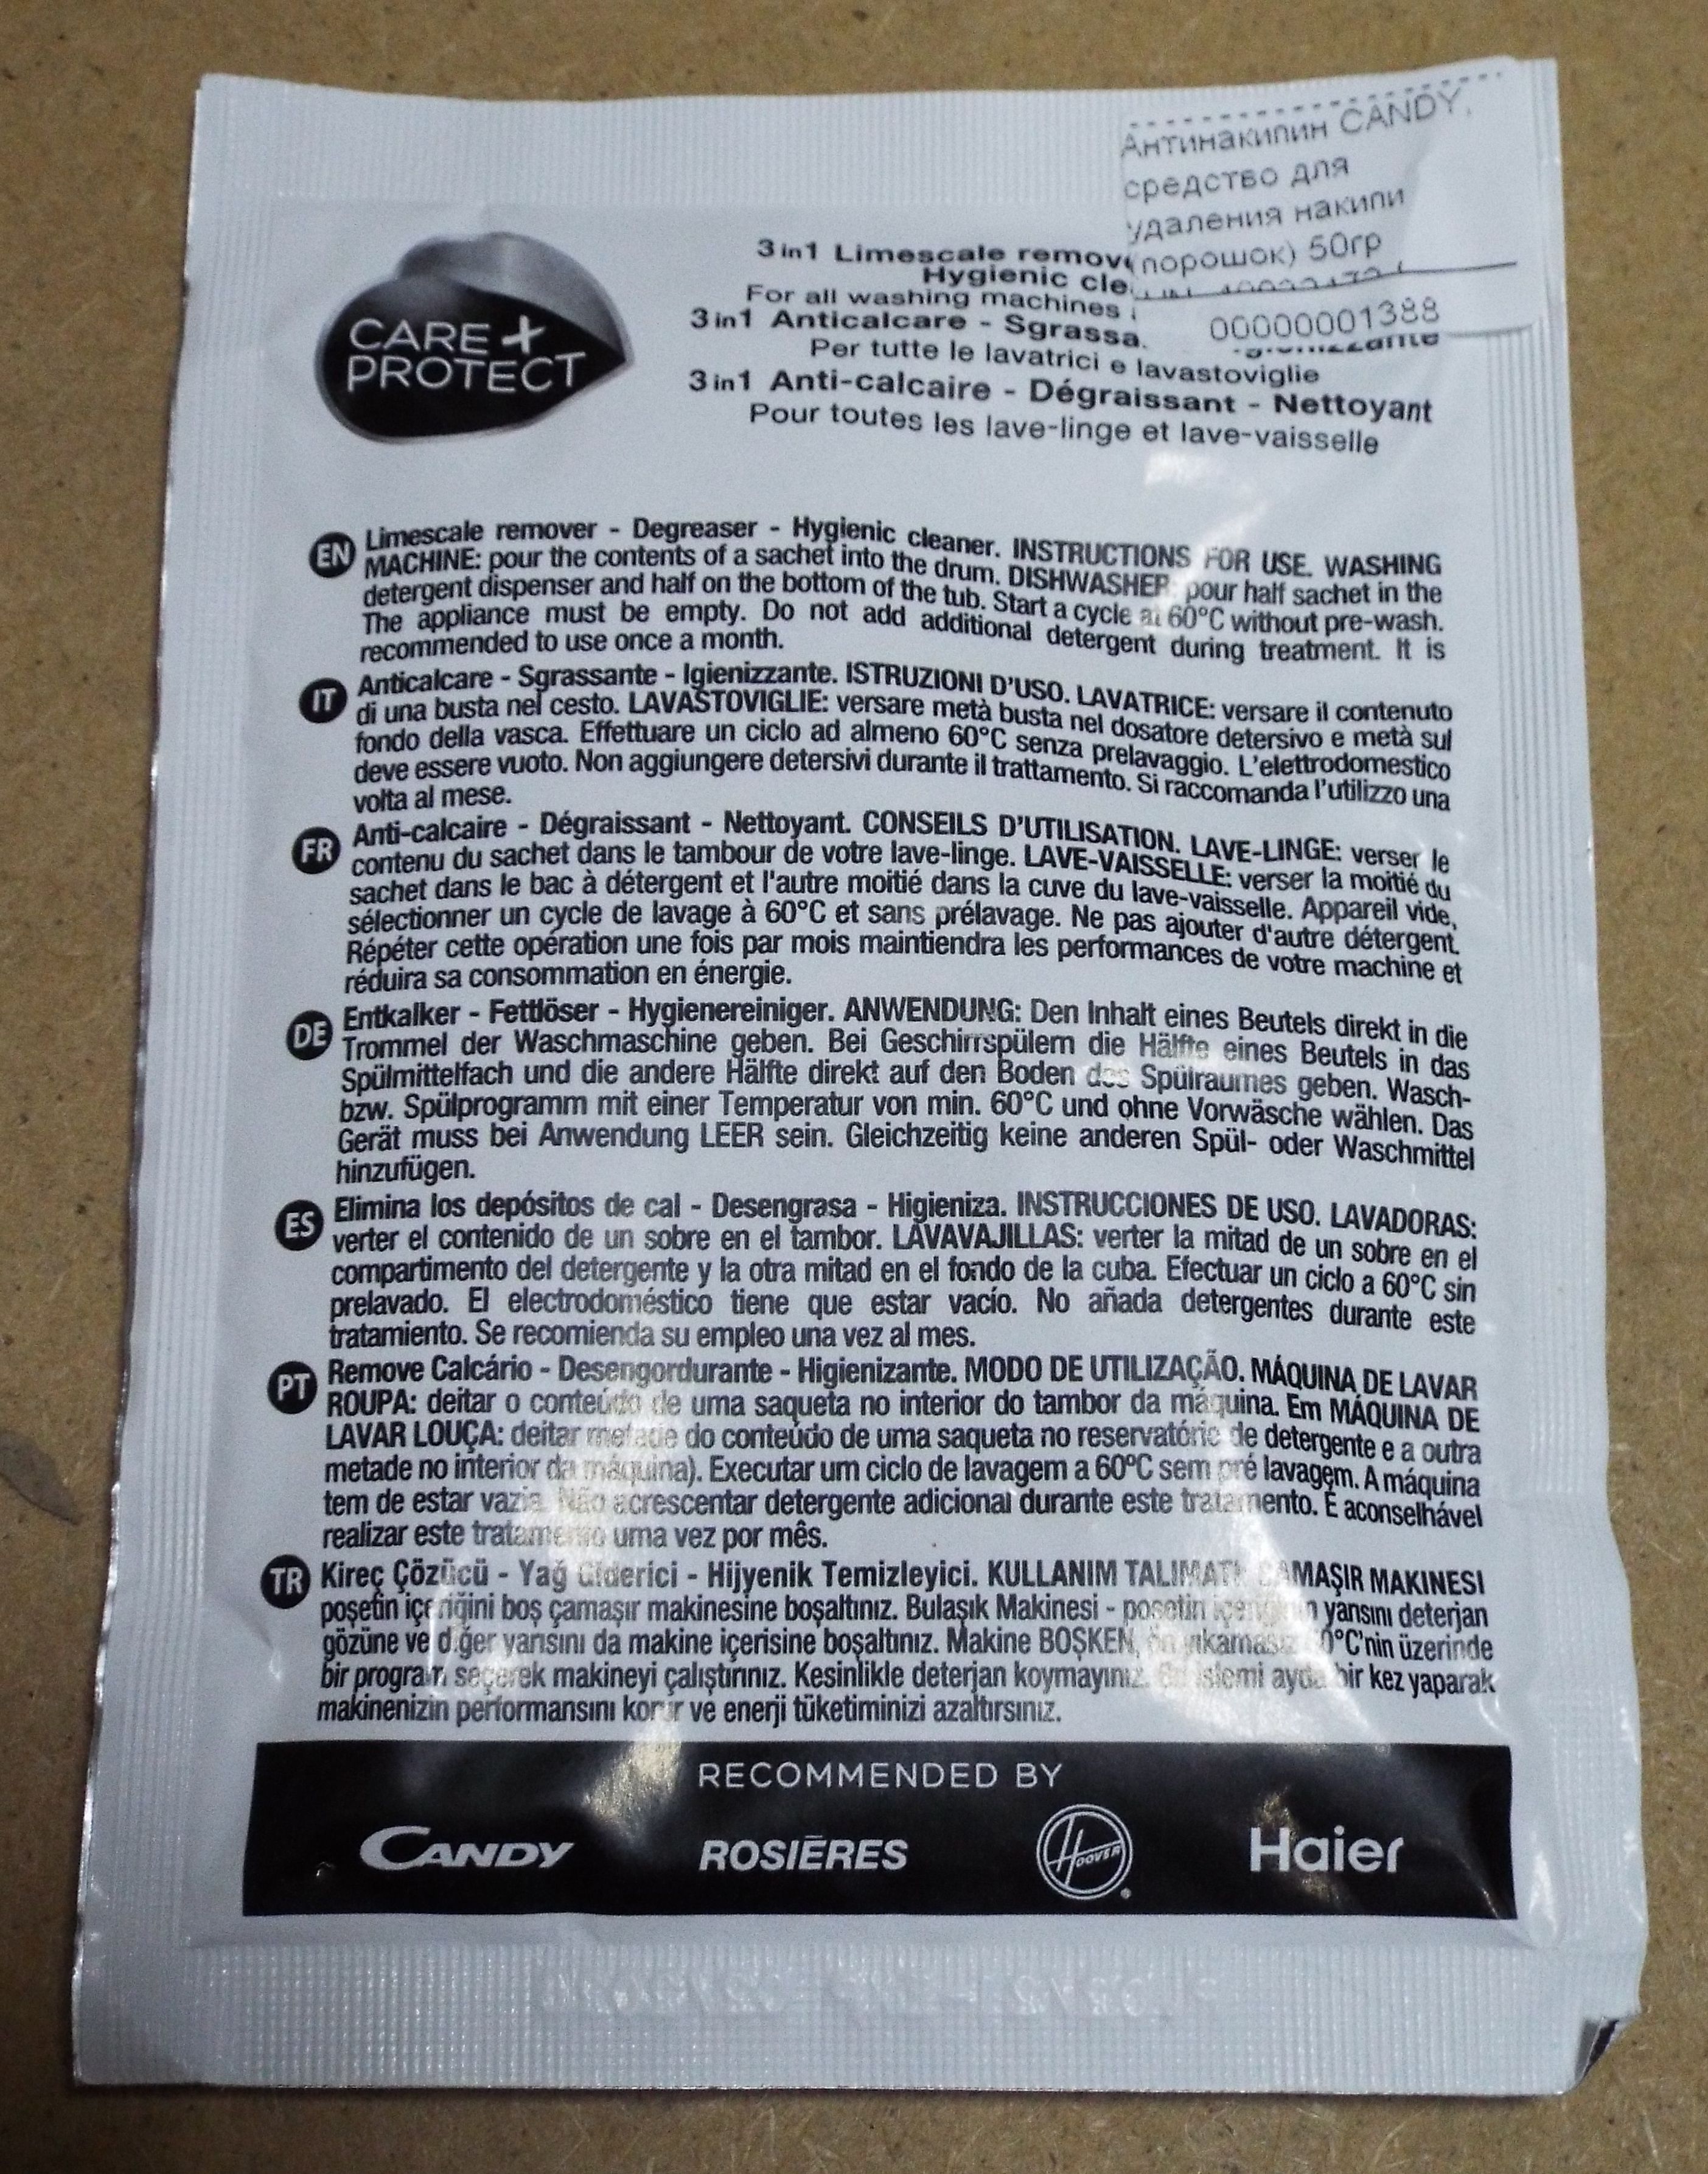 Антинакипин CANDY,
средство для
удаления накипи
(порошок) 50гр
00000001388
CARE +
PROTECT
3in1 Limescale
Hygienic
For all washing machines
3in1 Anticalcare -
Per tutte le lavatrici e lavastoviglie
3in1 Anti-calcaire - Dégraissant - Nettoyant
Pour toutes les lave-linge et lave-vaisselle
EN Limescale remover - Degreaser - Hygienic cleaner. INSTRUCTIONS FOR USE. WASHING
MACHINE: pour the contents of a sachet into the drum. DISHWASHER: pour half sachet in the
detergent dispenser and half on the bottom of the tub. Start a cycle at 60°C without pre-wash.
The appliance must be empty. Do not add additional detergent during treatment. It is
recommended to use once a month.
IT Anticalcare - Sgrassante - Igienizzante. ISTRUZIONI D'USO. LAVATRICE: versare il contenuto
di una busta nel cesto. LAVASTOVIGLIE: versare metà busta nel dosatore detersivo e metà sul
fondo della vasca. Effettuare un ciclo ad almeno 60°C senza prelavaggio. L'elettrodomestico
deve essere vuoto. Non aggiungere detersivi durante il trattamento. Si raccomanda l'utilizzo una
volta al mese.
FR Anti-calcaire - Dégraissant - Nettoyant. CONSEILS D'UTILISATION. LAVE-LINGE: verser le
contenu du sachet dans le tambour de votre lave-linge. LAVE-VAISSELLE: verser la moitié du
sachet dans le bac à détergent et l'autre moitié dans la cuve du lave-vaisselle. Appareil vide,
sélectionner un cycle de lavage à 60°C et sans prélavage. Ne pas ajouter d'autre détergent.
Répéter cette opération une fois par mois maintiendra les performances de votre machine et
réduira sa consommation en énergie.
DE Entkalker - Fettlöser - Hygienereiniger. ANWENDUNG: Den Inhalt eines Beutels direkt in die
Trommel der Waschmaschine geben. Bei Geschirrspülern die Hälfte eines Beutels in das
Spülmittelfach und die andere Hälfte direkt auf den Boden des Spülraumes geben. Wasch-
bzw. Spülprogramm mit einer Temperatur von min. 60°C und ohne Vorwäsche wählen. Das
Gerät muss bei Anwendung LEER sein. Gleichzeitig keine anderen Spül- oder Waschmittel
hinzufügen.
ES Elimina los depósitos de cal - Desengrasa - Higieniza. INSTRUCCIONES DE USO. LAVADORAS:
verter el contenido de un sobre en el tambor. LAVAVAJILLAS: verter la mitad de un sobre en el
compartimento del detergente y la otra mitad en el fondo de la cuba. Efectuar un ciclo a 60°C sin
prelavado. El electrodoméstico tiene que estar vacío. No añada detergentes durante este
tratamiento. Se recomienda su empleo una vez al mes.
PT Remove Calcário - Desengordurante - Higienizante. MODO DE UTILIZAÇÃO. MÁQUINA DE LAVAR
ROUPA: deitar o conteúdo de uma saqueta no interior do tambor da máquina. Em MÁQUINA DE
LAVAR LOUÇA: deitar metade do conteúdo de uma saqueta no reservatório de detergente e a outra
metade no interior da máquina). Executar um ciclo de lavagem a 60ºC sem pré lavagem. A máquina
tem de estar vazia. Não acrescentar detergente adicional durante este tratamento. É aconselhável
realizar este tratamento uma vez por mês.
TR Kireç Çözücü - Yağ Giderici - Hijyenik Temizleyici. KULLANIM TALIMATI ÇAMAŞIR MAKINESI
poşetin içeriğini boş çamaşır makinesine boşaltınız. Bulaşık Makinesi - poşetin yarısını deterjan
gözüne ve diğer yarısını da makine içerisine boşaltınız. Makine BOŞKEN, ön yıkamasız °C'nin üzerinde
bir program seçerek makineyi çalıştırınız. Kesinlikle deterjan koymayınız. Bu işlemi ayda bir kez yaparak
makinenizin performansını korur ve enerji tüketiminizi azaltırsınız.
RECOMMENDED BY
CANDY ROSIÈRES HOOVER Haier